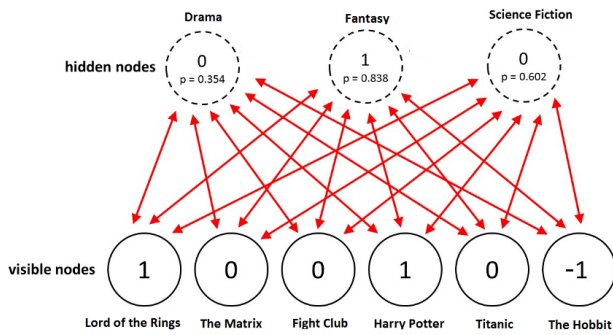 Drama
Fantasy
Science Fiction
hidden nodes
0
p = 0.354
1
p = 0.838
0
p = 0.602
visible nodes
1
0
0
1
0
-1
Lord of the Rings
The Matrix
Fight Club
Harry Potter
Titanic
The Hobbit